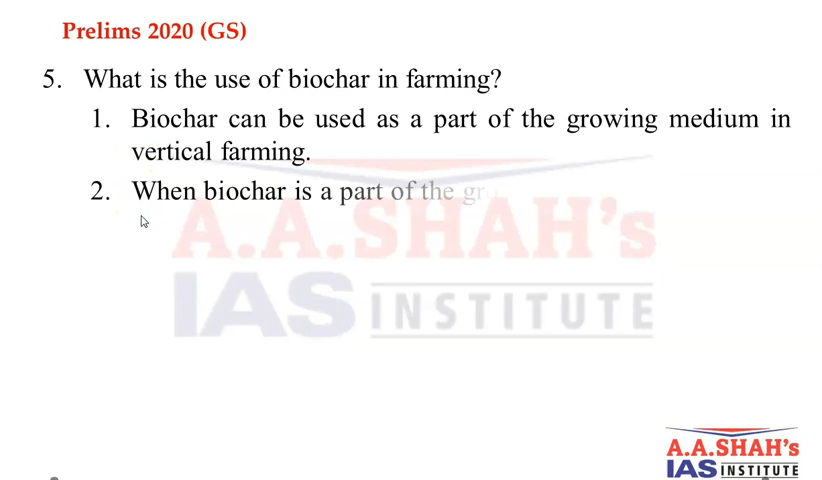 Prelims 2020 (GS)
5. What is the use of biochar in farming?
1. Biochar can be used as a part of the growing medium in
vertical farming.
2. When biochar is a part of the gr
A.A.SHAH's
IAS INSTITUTE
A.A.SHAH's
IAS INSTITUTE